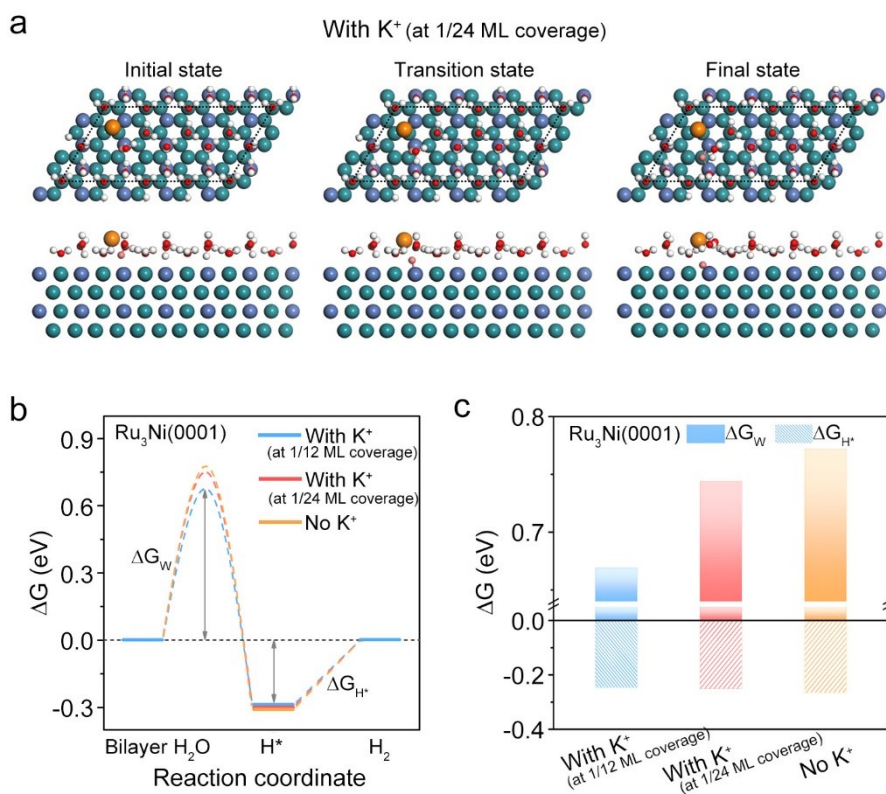 a
With K⁺ (at 1/24 ML coverage)
Initial state
Transition state
Final state
b
Ru₃Ni(0001)
With K⁺
(at 1/12 ML coverage)
With K⁺
(at 1/24 ML coverage)
No K⁺
ΔG_W
ΔG_H*
ΔG (eV)
0.9
0.6
0.3
0.0
-0.3
Bilayer H₂O
H*
H₂
Reaction coordinate
c
Ru₃Ni(0001)
ΔG_W
ΔG_H*
ΔG (eV)
0.8
0.7
0.0
-0.2
-0.4
With K⁺
(at 1/12 ML coverage)
With K⁺
(at 1/24 ML coverage)
No K⁺